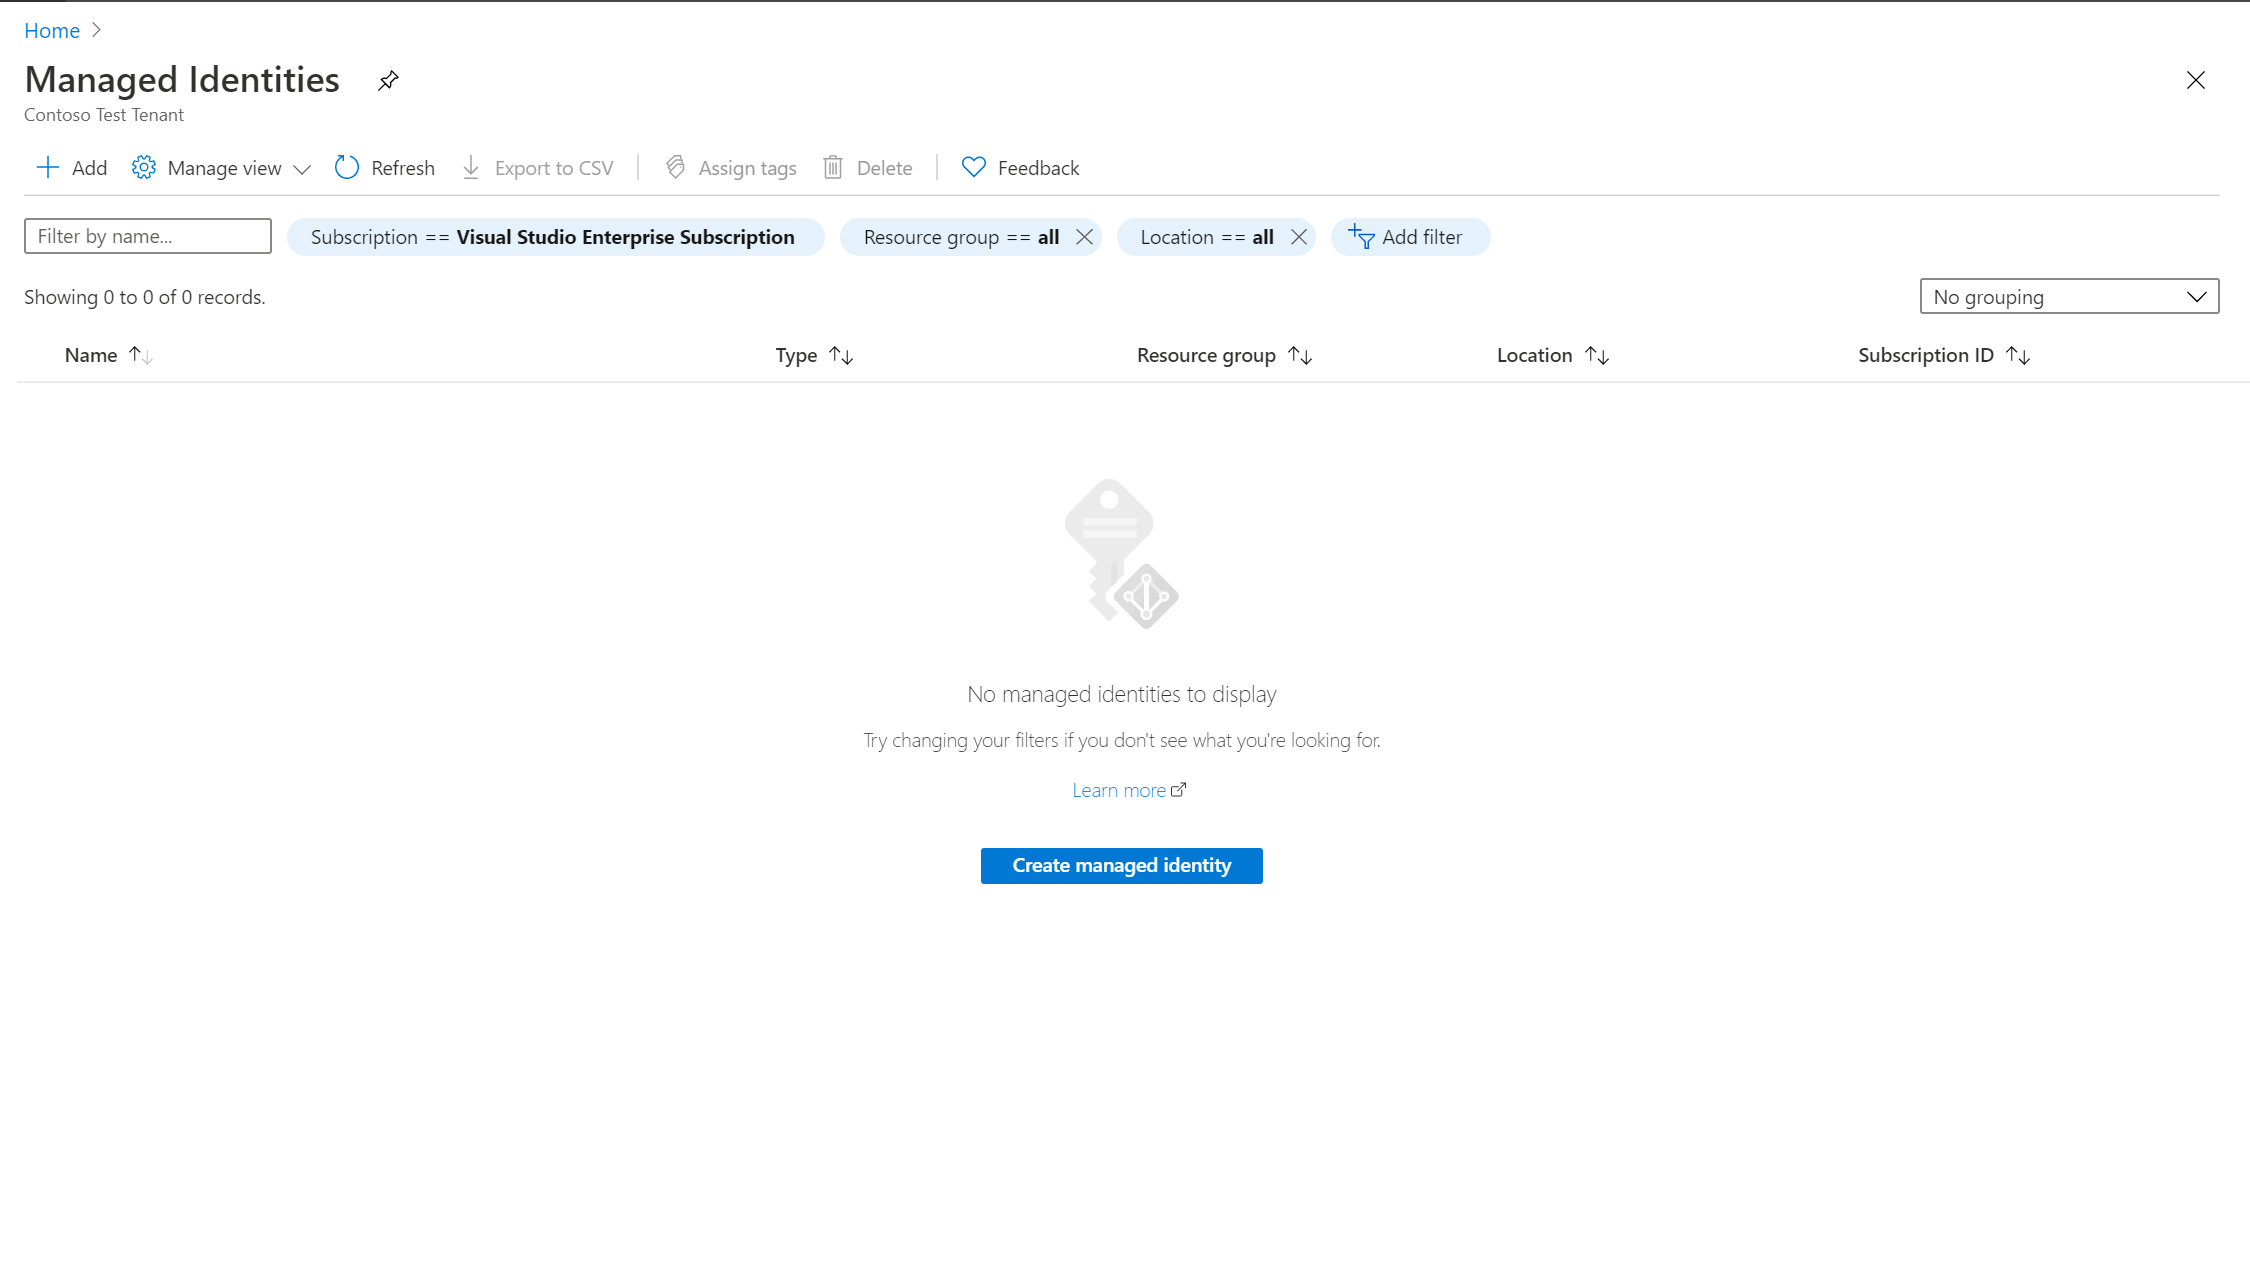 Home
Managed Identities
Contoso Test Tenant
Add Manage view Refresh Export to CSV Assign tags Delete Feedback
Filter by name... Subscription == Visual Studio Enterprise Subscription Resource group == all Location == all Add filter
Showing 0 to 0 of 0 records. No grouping
Name Type Resource group Location Subscription ID
No managed identities to display
Try changing your filters if you don't see what you're looking for.
Learn more
Create managed identity